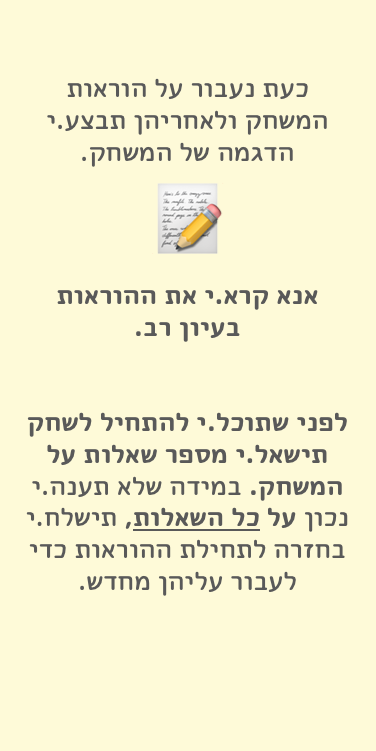 כעת נעבור על הוראות
המשחק ולאחריהן תבצע.י
הדגמה של המשחק.
אנא קרא.י את ההוראות
בעיון רב.
לפני שתוכל.י להתחיל לשחק
תישאל.י מספר שאלות על
המשחק. במידה שלא תענה.י
נכון על כל השאלות, תישלח.י
בחזרה לתחילת ההוראות כדי
לעבור עליהן מחדש.